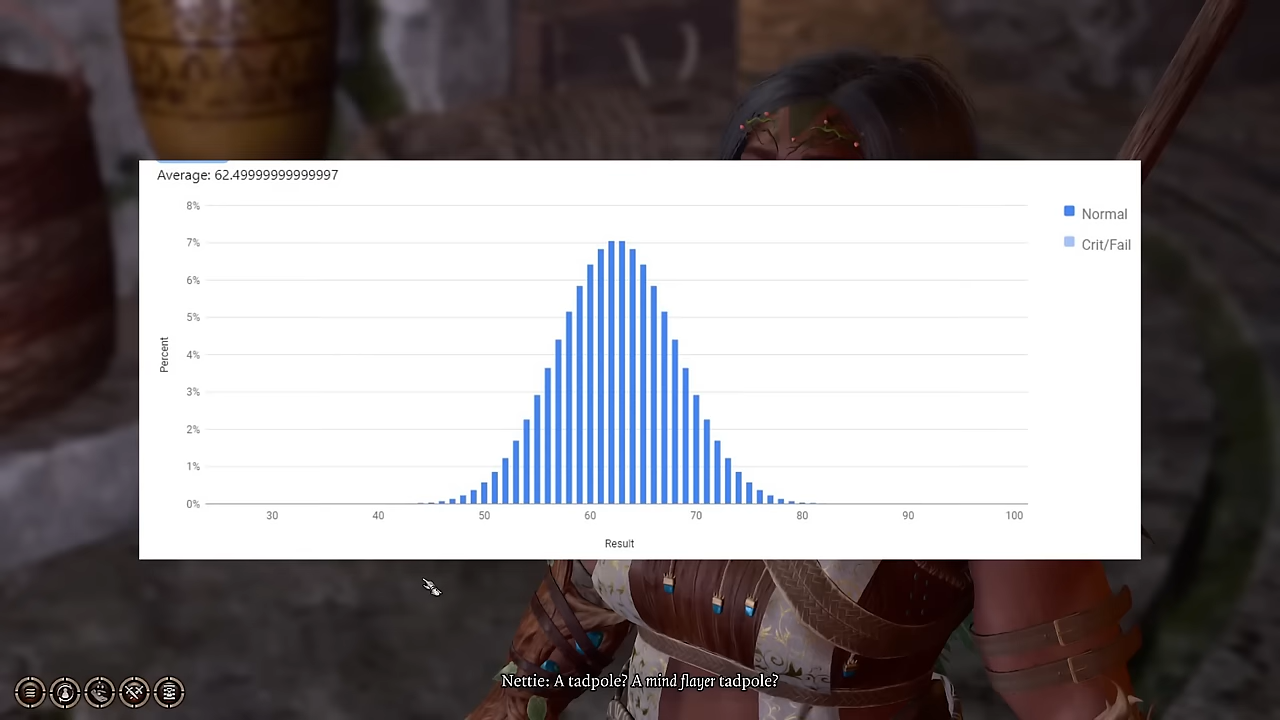 Average: 62.49999999999997
8%
7%
6%
5%
4%
3%
2%
1%
0%
Percent
30 40 50 60 70 80 90 100
Result
Normal
Crit/Fail
Nettie: A tadpole? A mind flayer tadpole?